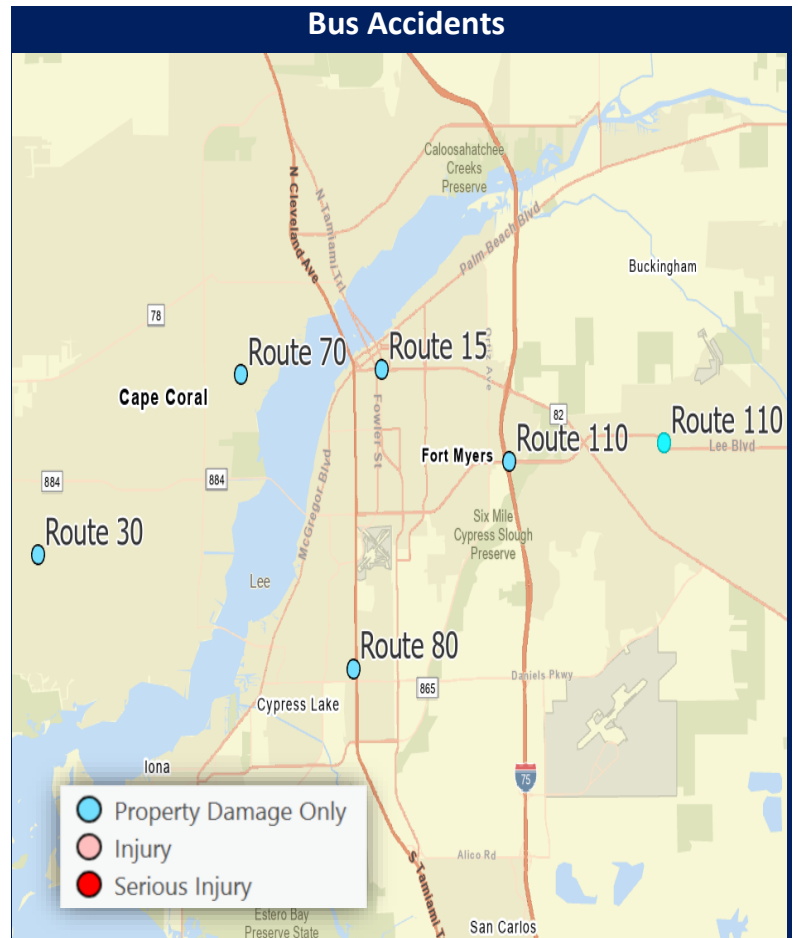 Bus Accidents
Caloosahatchee
Creeks
Preserve
N Cleveland Ave
N Tamiami Trl
Palm Beach Blvd
Buckingham
78
Route 70
Route 15
Ortiz Ave
Cape Coral
Fowler St
82
Route 110
Route 110
Lee Blvd
Fort Myers
McGregor Blvd
884
884
Six Mile
Cypress Slough
Preserve
Route 30
Lee
Route 80
865
Daniels Pkwy
Cypress Lake
Iona
75
Property Damage Only
Injury
Serious Injury
Alico Rd
S Tamiami T
Estero Bay
Preserve State
San Carlos